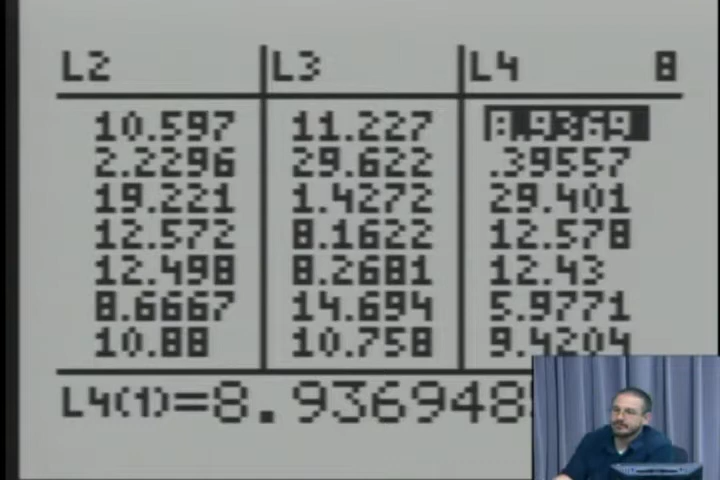 L2 L3 L4 8
10.597 11.227 8.9369
2.2296 29.622 .39557
19.221 1.4272 29.401
12.572 8.1622 12.578
12.498 8.2681 12.43
8.6667 14.694 5.9771
10.88 10.758 9.4204
L4(1)=8.936948